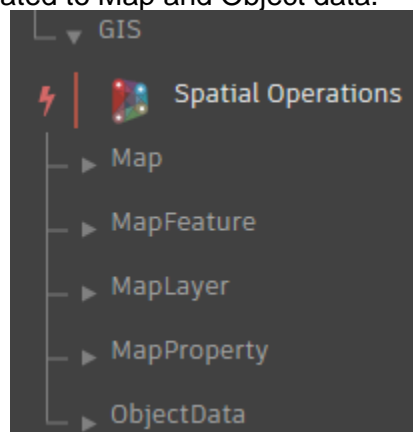 ated to Map and Object data.
GIS
Spatial Operations
Map
MapFeature
MapLayer
MapProperty
ObjectData